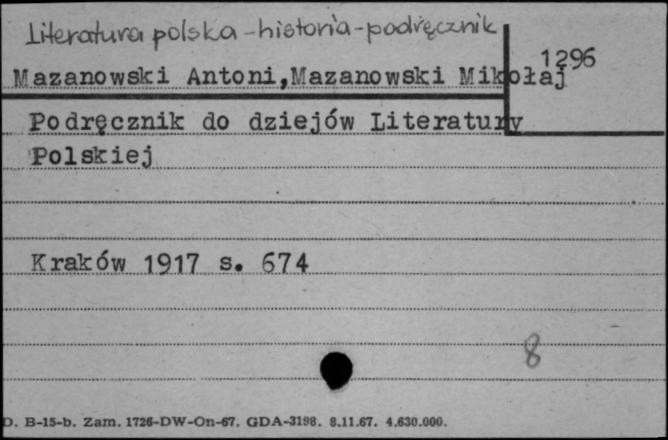 Literatura polska - historia - podręcznik
1296
Mazanowski Antoni,Mazanowski Mikołaj
Podręcznik do dziejów Literatury
Polskiej
Kraków 1917 s. 674
8
D. B-15-b. Zam. 1726-DW-On-67. GDA-3198. 8.11.67. 4.630.000.